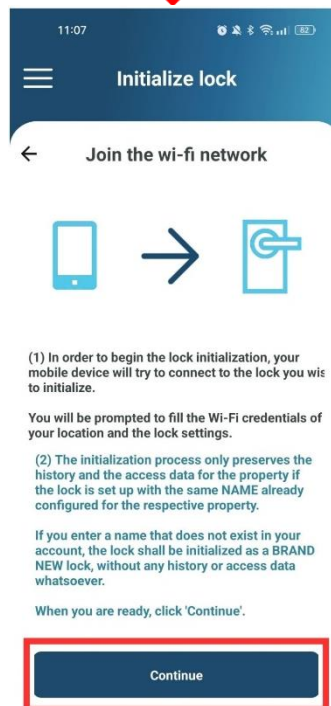 11:07
82
Initialize lock
Join the wi-fi network
(1) In order to begin the lock initialization, your
mobile device will try to connect to the lock you wis
to initialize.
You will be prompted to fill the Wi-Fi credentials of
your location and the lock settings.
(2) The initialization process only preserves the
history and the access data for the property if
the lock is set up with the same NAME already
configured for the respective property.
If you enter a name that does not exist in your
account, the lock shall be initialized as a BRAND
NEW lock, without any history or access data
whatsoever.
When you are ready, click 'Continue'.
Continue